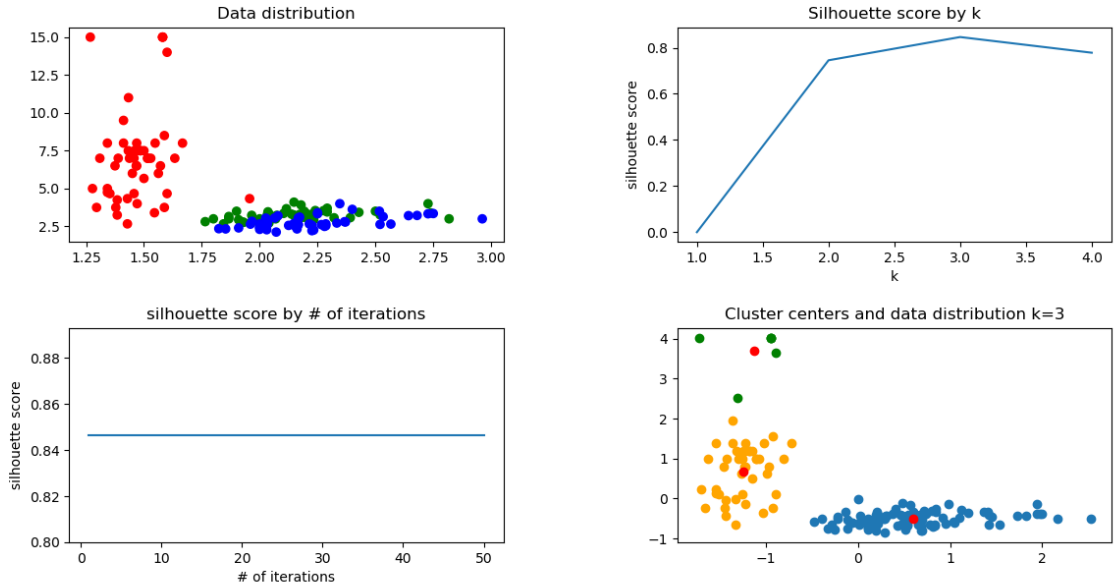 Data distribution
15.0
12.5
10.0
7.5
5.0
2.5
1.25 1.50 1.75 2.00 2.25 2.50 2.75 3.00
Silhouette score by k
silhouette score
0.8
0.6
0.4
0.2
0.0
1.0 1.5 2.0 2.5 3.0 3.5 4.0
k
silhouette score by # of iterations
silhouette score
0.88
0.86
0.84
0.82
0.80
0 10 20 30 40 50
# of iterations
Cluster centers and data distribution k=3
4
3
2
1
0
−1
−1 0 1 2